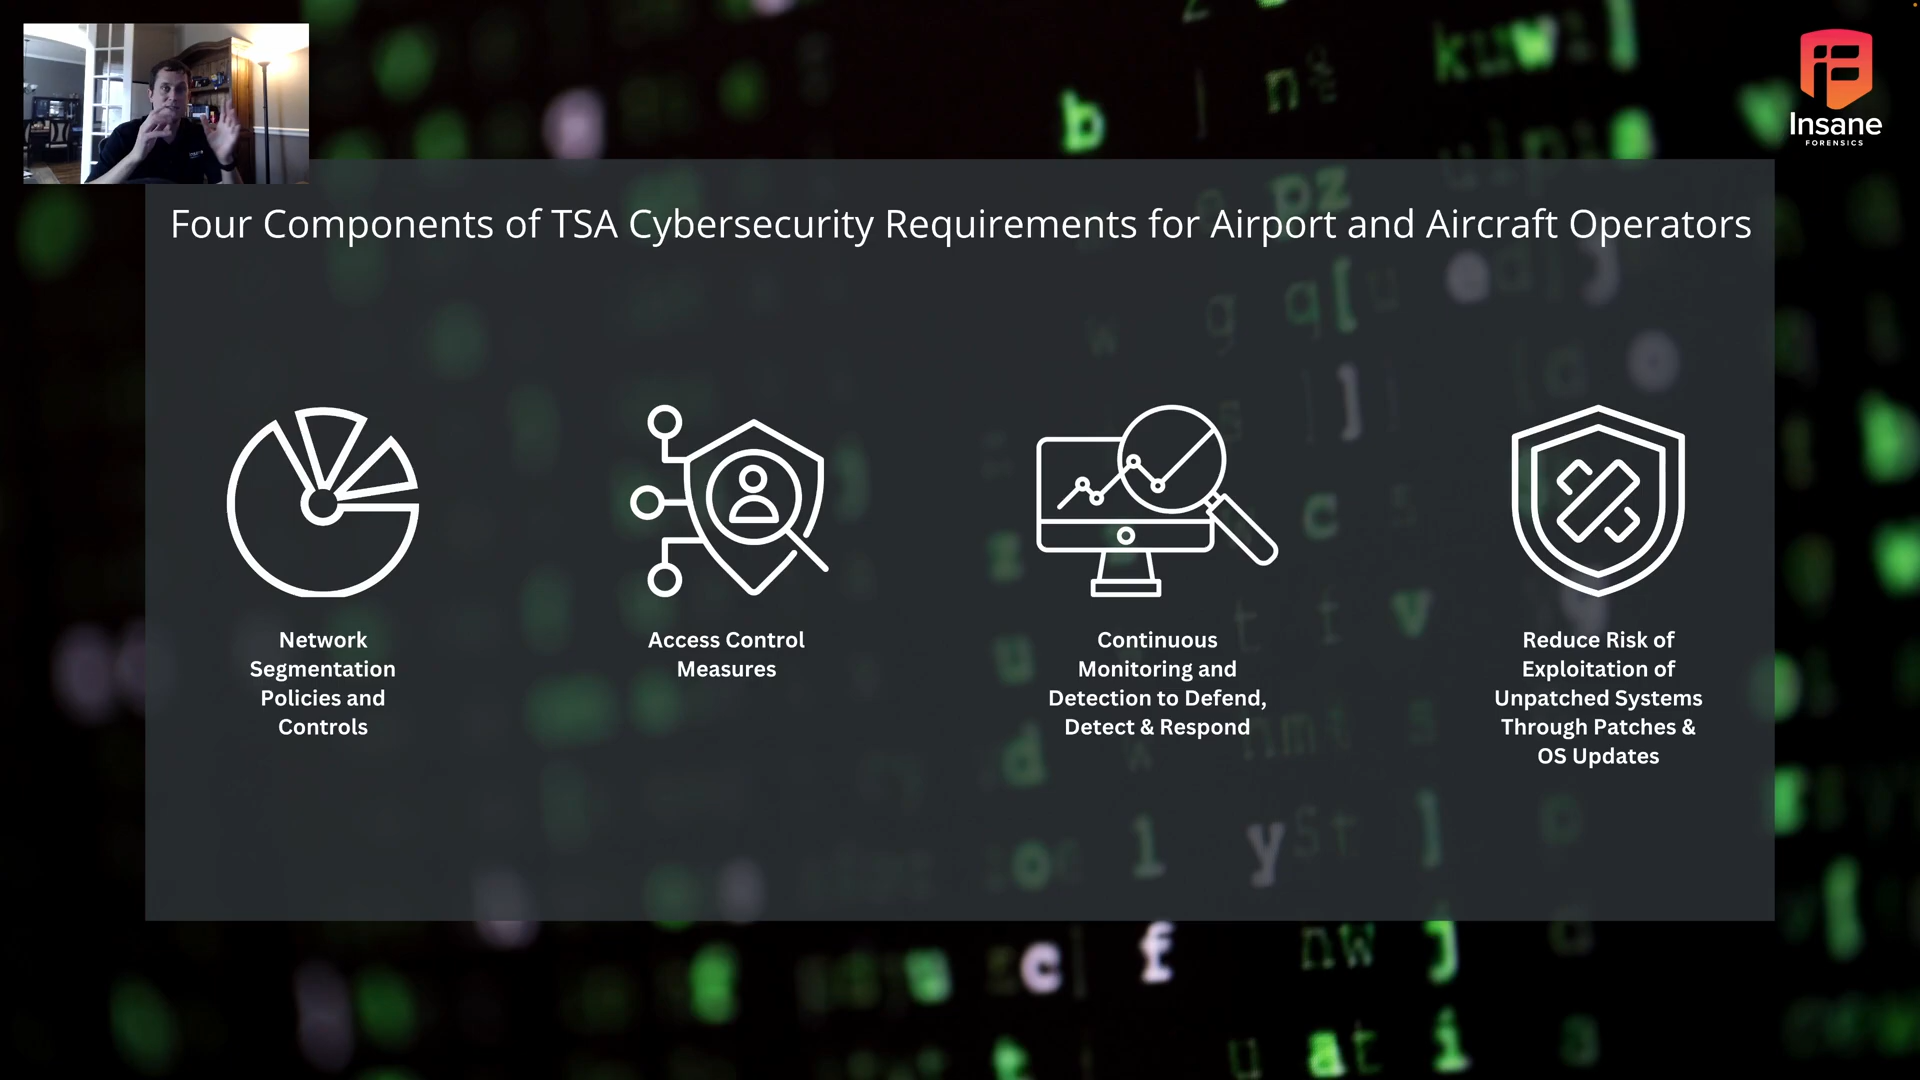 Insane
FORENSICS
Four Components of TSA Cybersecurity Requirements for Airport and Aircraft Operators
Network
Segmentation
Policies and
Controls
Access Control
Measures
Continuous
Monitoring and
Detection to Defend,
Detect & Respond
Reduce Risk of
Exploitation of
Unpatched Systems
Through Patches &
OS Updates